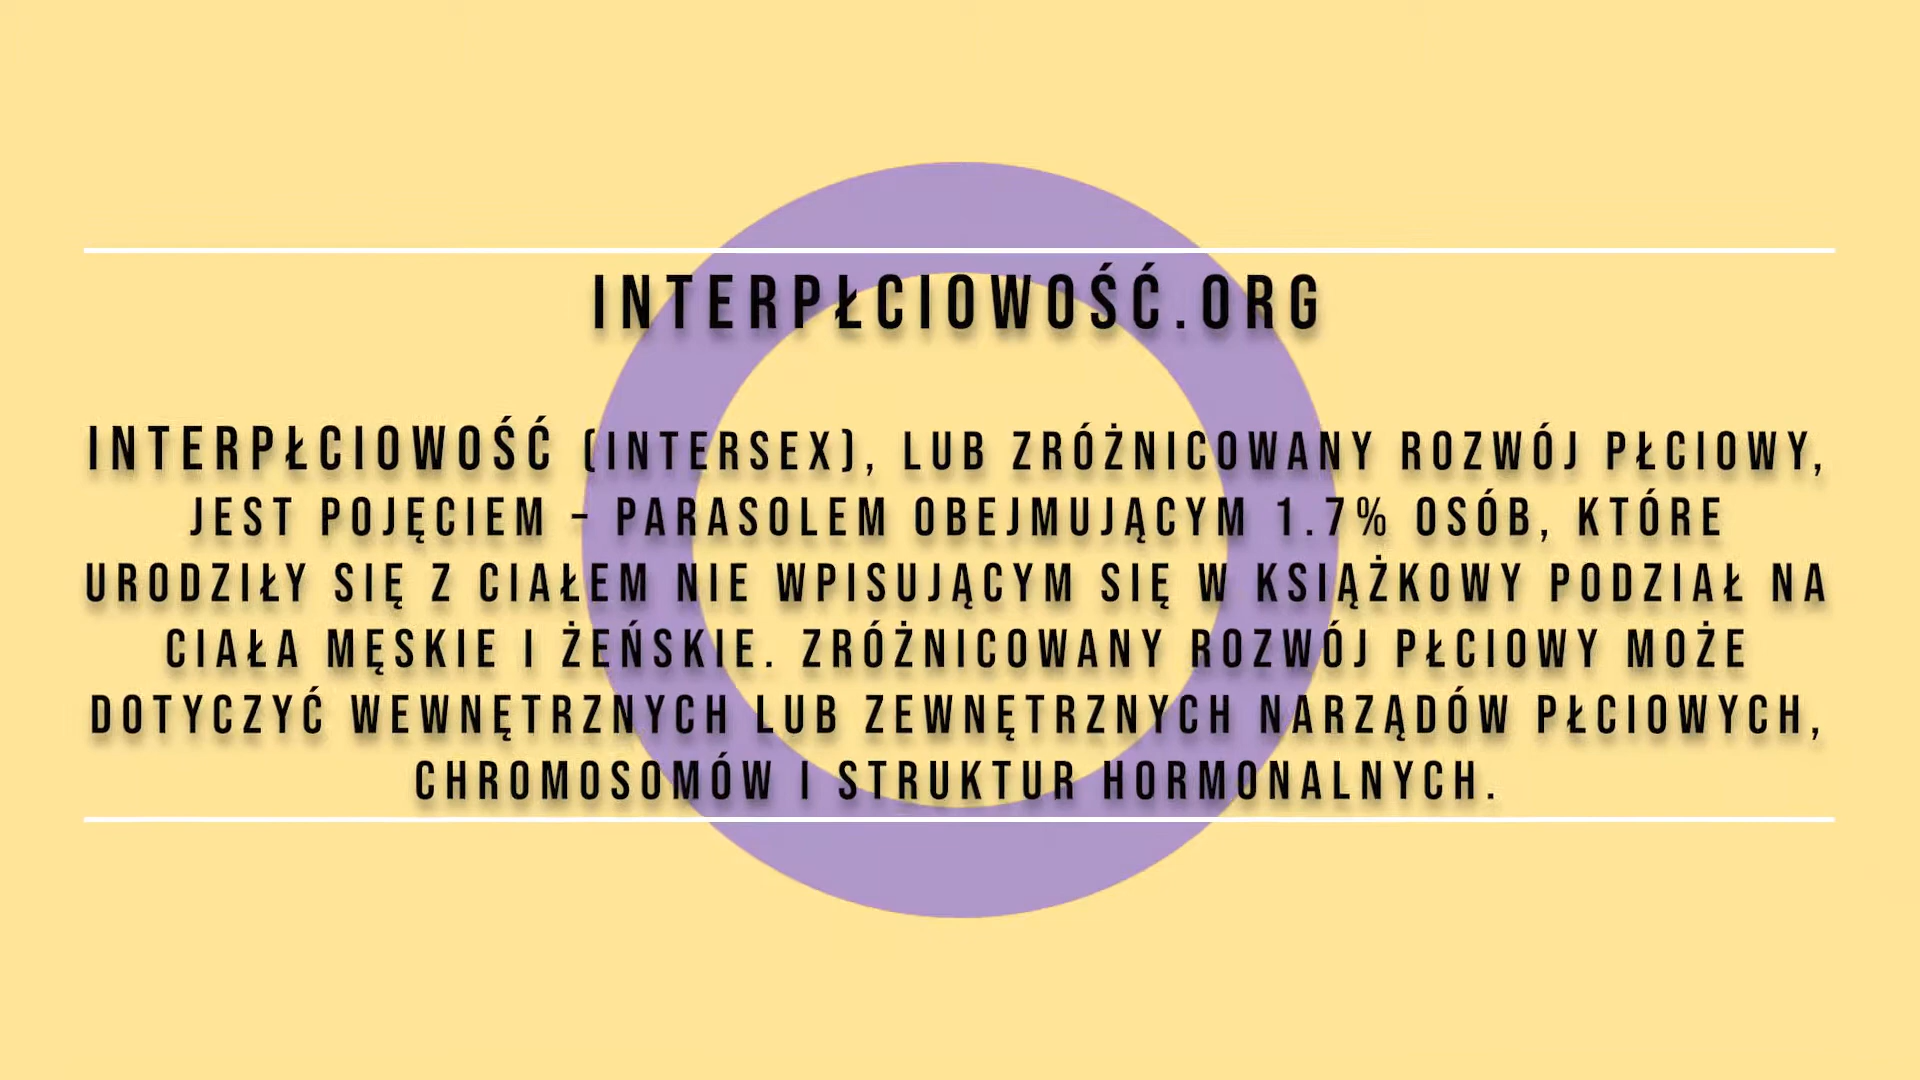 INTERPŁCIOWOŚĆ.ORG
INTERPŁCIOWOŚĆ (INTERSEX), LUB ZRÓŻNICOWANY ROZWÓJ PŁCIOWY,
JEST POJĘCIEM - PARASOLEM OBEJMUJĄCYM 1.7% OSÓB, KTÓRE
URODZIŁY SIĘ Z CIAŁEM NIE WPISUJĄCYM SIĘ W KSIĄŻKOWY PODZIAŁ NA
CIAŁA MĘSKIE I ŻEŃSKIE. ZRÓŻNICOWANY ROZWÓJ PŁCIOWY MOŻE
DOTYCZYĆ WEWNĘTRZNYCH LUB ZEWNĘTRZNYCH NARZĄDÓW PŁCIOWYCH,
CHROMOSOMÓW I STRUKTUR HORMONALNYCH.